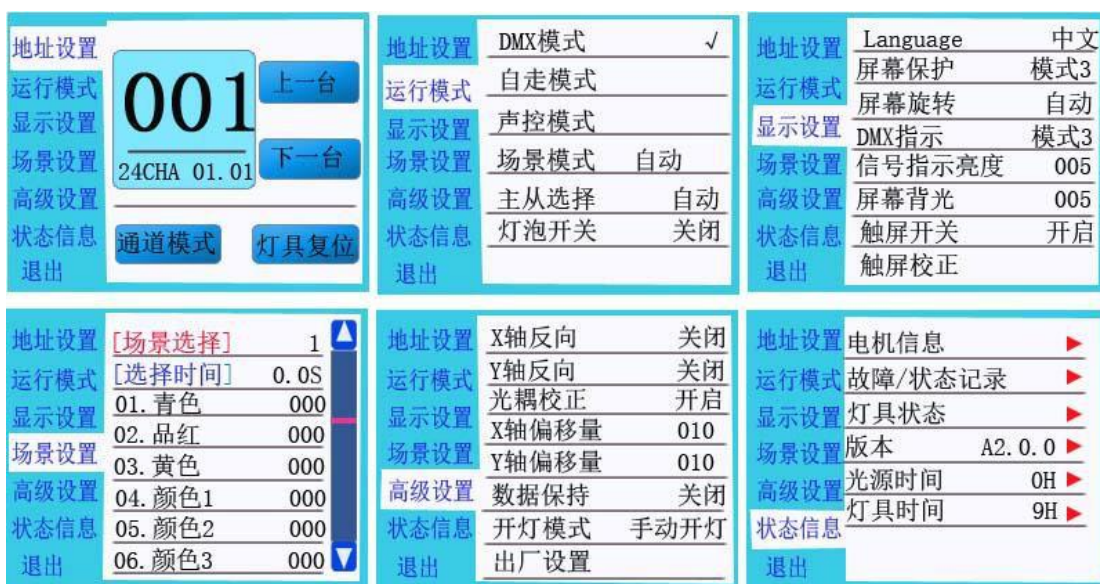 地址设置
运行模式
显示设置
场景设置
高级设置
状态信息
退出
001
24CHA 01.01
上一台
下一台
通道模式
灯具复位
地址设置
运行模式
显示设置
场景设置
高级设置
状态信息
退出
DMX模式 √
自走模式
声控模式
场景模式 自动
主从选择 自动
灯泡开关 关闭
地址设置
运行模式
显示设置
场景设置
高级设置
状态信息
退出
Language 中文
屏幕保护 模式3
屏幕旋转 自动
DMX指示 模式3
信号指示亮度 005
屏幕背光 005
触屏开关 开启
触屏校正
地址设置
运行模式
显示设置
场景设置
高级设置
状态信息
退出
[场景选择] 1
[选择时间] 0.0S
01.青色 000
02.品红 000
03.黄色 000
04.颜色1 000
05.颜色2 000
06.颜色3 000
地址设置
运行模式
显示设置
场景设置
高级设置
状态信息
退出
X轴反向 关闭
Y轴反向 关闭
光耦校正 开启
X轴偏移量 010
Y轴偏移量 010
数据保持 关闭
开灯模式 手动开灯
出厂设置
地址设置
运行模式
显示设置
场景设置
高级设置
状态信息
退出
电机信息
故障/状态记录
灯具状态
版本 A2.0.0
光源时间 0H
灯具时间 9H